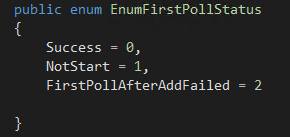 public enum EnumFirstPollStatus
{
    Success = 0,
    NotStart = 1,
    FirstPollAfterAddFailed = 2
}